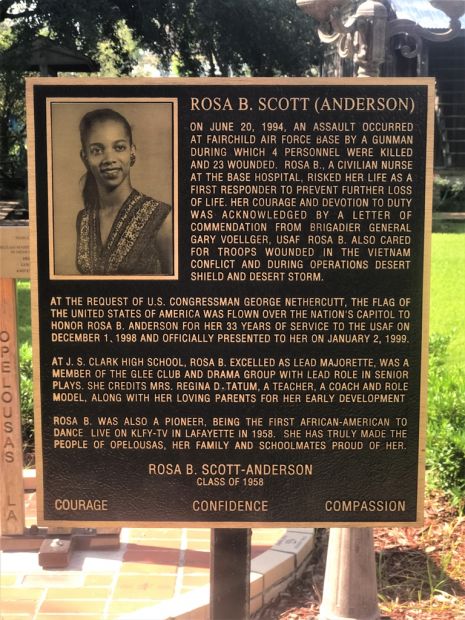 ROSA B. SCOTT (ANDERSON)
ON JUNE 20, 1994, AN ASSAULT OCCURRED
AT FAIRCHILD AIR FORCE BASE BY A GUNMAN
DURING WHICH 4 PERSONNEL WERE KILLED
AND 23 WOUNDED. ROSA B., A CIVILIAN NURSE
AT THE BASE HOSPITAL, RISKED HER LIFE AS A
FIRST RESPONDER TO PREVENT FURTHER LOSS
OF LIFE. HER COURAGE AND DEVOTION TO DUTY
WAS ACKNOWLEDGED BY A LETTER OF
COMMENDATION FROM BRIGADIER GENERAL
GARY VOELLGER, USAF ROSA B. ALSO CARED
FOR TROOPS WOUNDED IN THE VIETNAM
CONFLICT AND DURING OPERATIONS DESERT
SHIELD AND DESERT STORM.
AT THE REQUEST OF U.S. CONGRESSMAN GEORGE NETHERCUTT, THE FLAG OF
THE UNITED STATES OF AMERICA WAS FLOWN OVER THE NATION'S CAPITOL TO
HONOR ROSA B. ANDERSON FOR HER 33 YEARS OF SERVICE TO THE USAF ON
DECEMBER 1, 1998 AND OFFICIALLY PRESENTED TO HER ON JANUARY 2, 1999.
AT J. S. CLARK HIGH SCHOOL, ROSA B. EXCELLED AS LEAD MAJORETTE, WAS A
MEMBER OF THE GLEE CLUB AND DRAMA GROUP WITH LEAD ROLE IN SENIOR
PLAYS. SHE CREDITS MRS. REGINA D. TATUM, A TEACHER, A COACH AND ROLE
MODEL, ALONG WITH HER LOVING PARENTS FOR HER EARLY DEVELOPMENT
ROSA B. WAS ALSO A PIONEER, BEING THE FIRST AFRICAN-AMERICAN TO
DANCE LIVE ON KLFY-TV IN LAFAYETTE IN 1958. SHE HAS TRULY MADE THE
PEOPLE OF OPELOUSAS, HER FAMILY AND SCHOOLMATES PROUD OF HER.
ROSA B. SCOTT-ANDERSON
CLASS OF 1958
COURAGE CONFIDENCE COMPASSION
OPELOUSAS LA